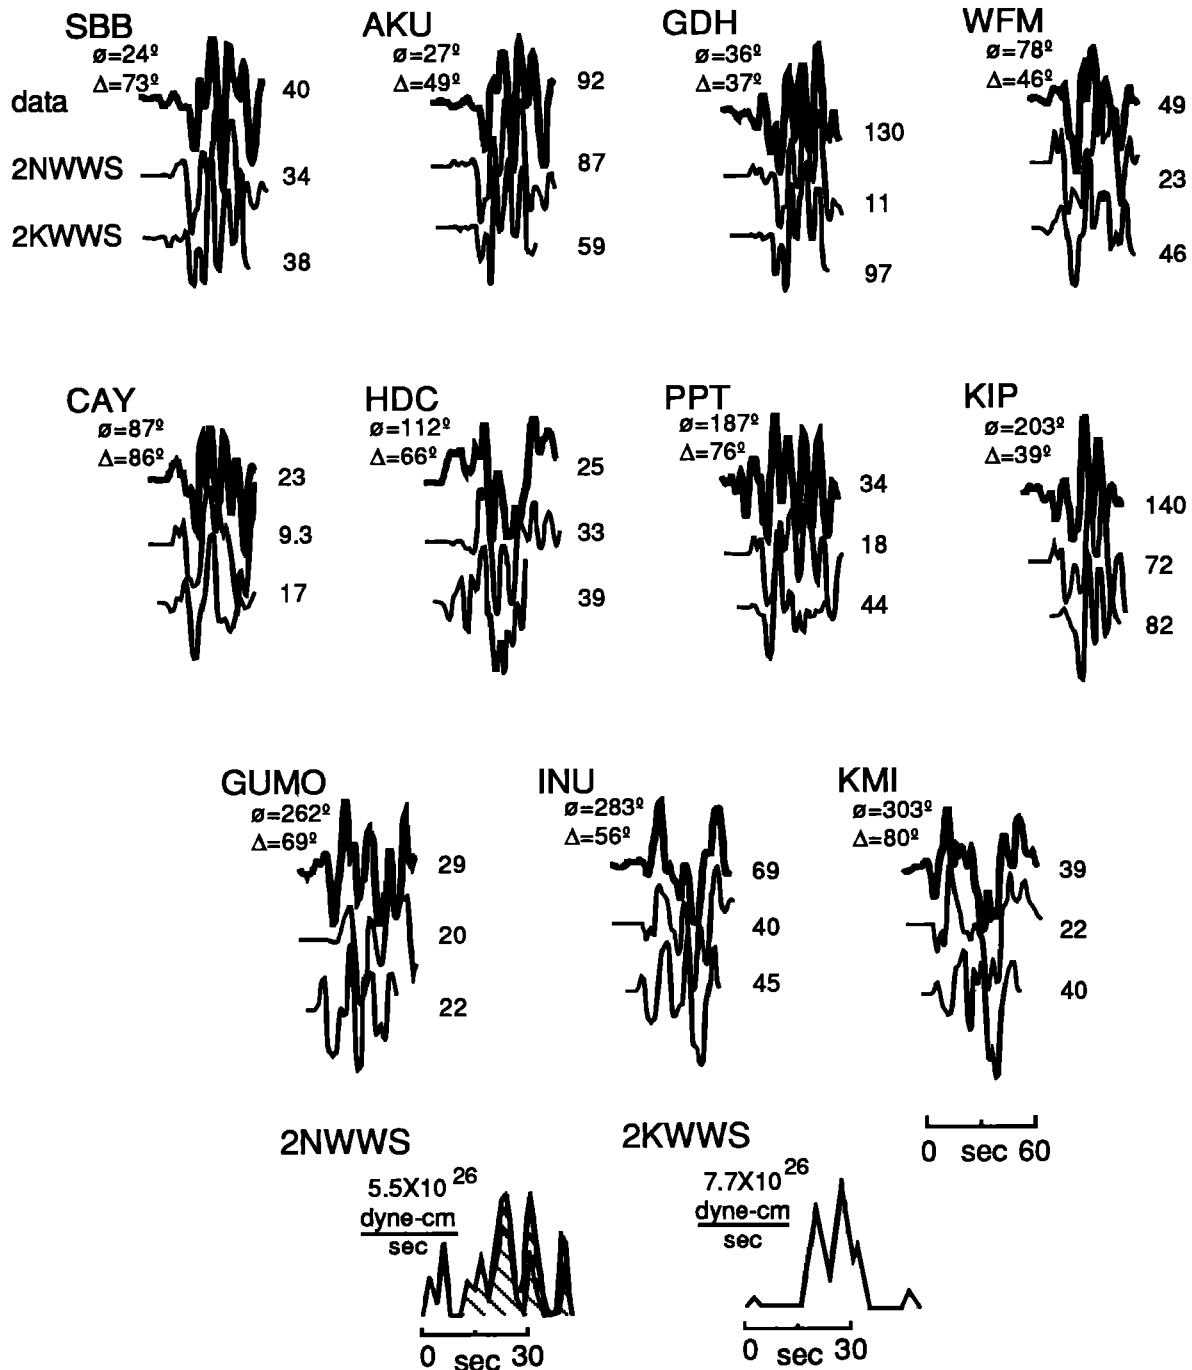 SBB
ø=24º
Δ=73º
data
40
2NWWS
34
2KWWS
38
AKU
ø=27º
Δ=49º
92
87
59
GDH
ø=36º
Δ=37º
130
11
97
WFM
ø=78º
Δ=46º
49
23
46
CAY
ø=87º
Δ=86º
23
9.3
17
HDC
ø=112º
Δ=66º
25
33
39
PPT
ø=187º
Δ=76º
34
18
44
KIP
ø=203º
Δ=39º
140
72
82
GUMO
ø=262º
Δ=69º
29
20
22
INU
ø=283º
Δ=56º
69
40
45
KMI
ø=303º
Δ=80º
39
22
40
0 sec 60
2NWWS
5.5X10 26
dyne-cm
sec
0 sec 30
2KWWS
7.7X10 26
dyne-cm
sec
0 sec 30